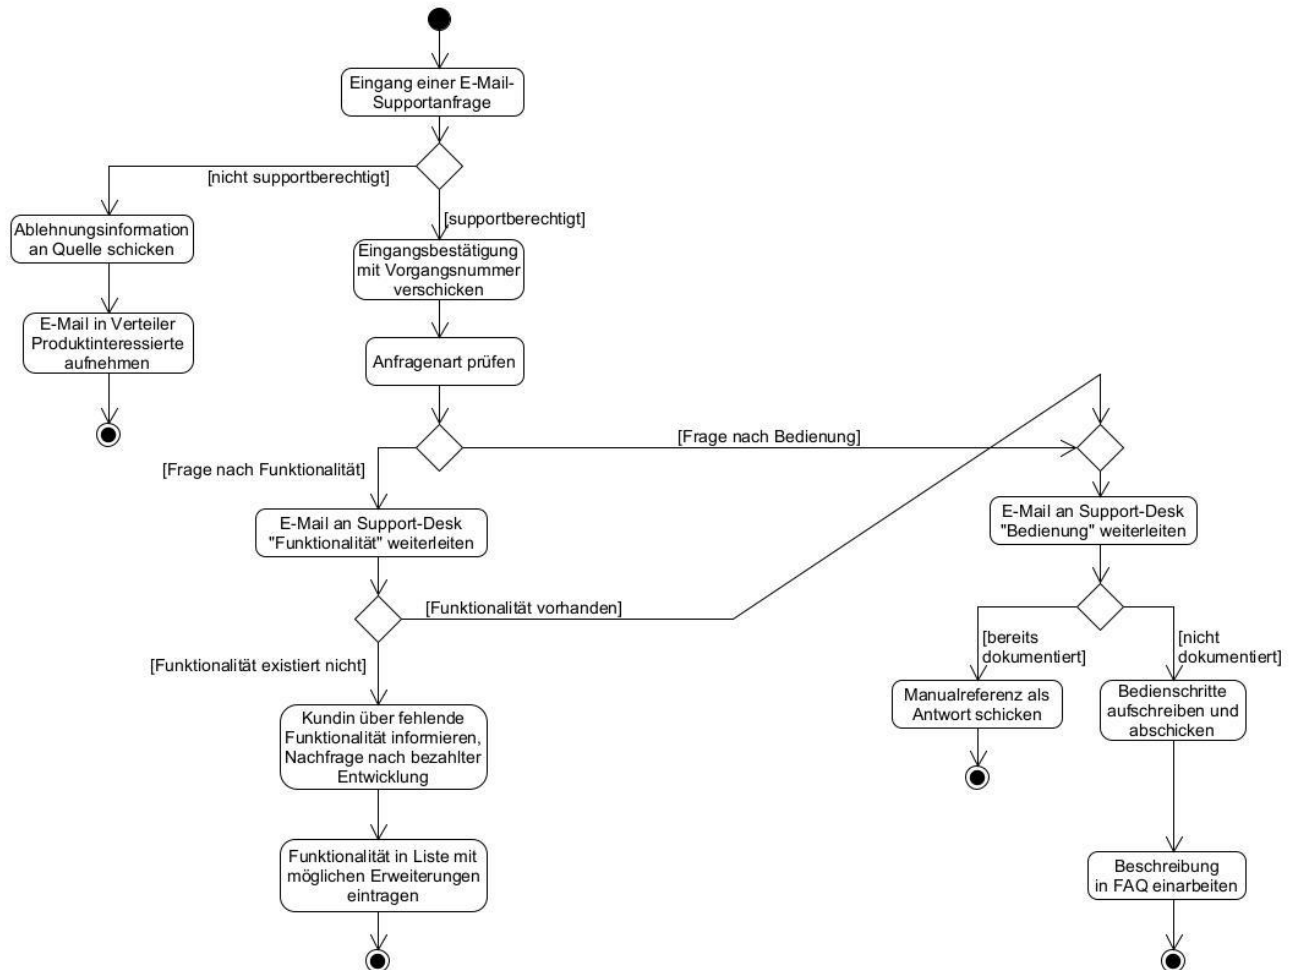 Eingang einer E-Mail-
Supportanfrage
[nicht supportberechtigt]
[supportberechtigt]
Ablehnungsinformation
an Quelle schicken
E-Mail in Verteiler
Produktinteressierte
aufnehmen
Eingangsbestätigung
mit Vorgangsnummer
verschicken
Anfragenart prüfen
[Frage nach Funktionalität]
[Frage nach Bedienung]
E-Mail an Support-Desk
"Funktionalität" weiterleiten
[Funktionalität vorhanden]
[Funktionalität existiert nicht]
Kundin über fehlende
Funktionalität informieren,
Nachfrage nach bezahlter
Entwicklung
Funktionalität in Liste mit
möglichen Erweiterungen
eintragen
E-Mail an Support-Desk
"Bedienung" weiterleiten
[bereits
dokumentiert]
[nicht
dokumentiert]
Manualreferenz als
Antwort schicken
Bedienschritte
aufschreiben und
abschicken
Beschreibung
in FAQ einarbeiten